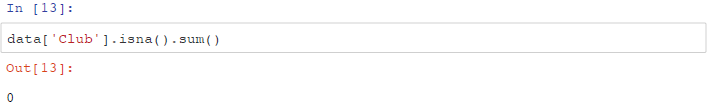 In [13]:
data['Club'].isna().sum()
Out[13]:
0